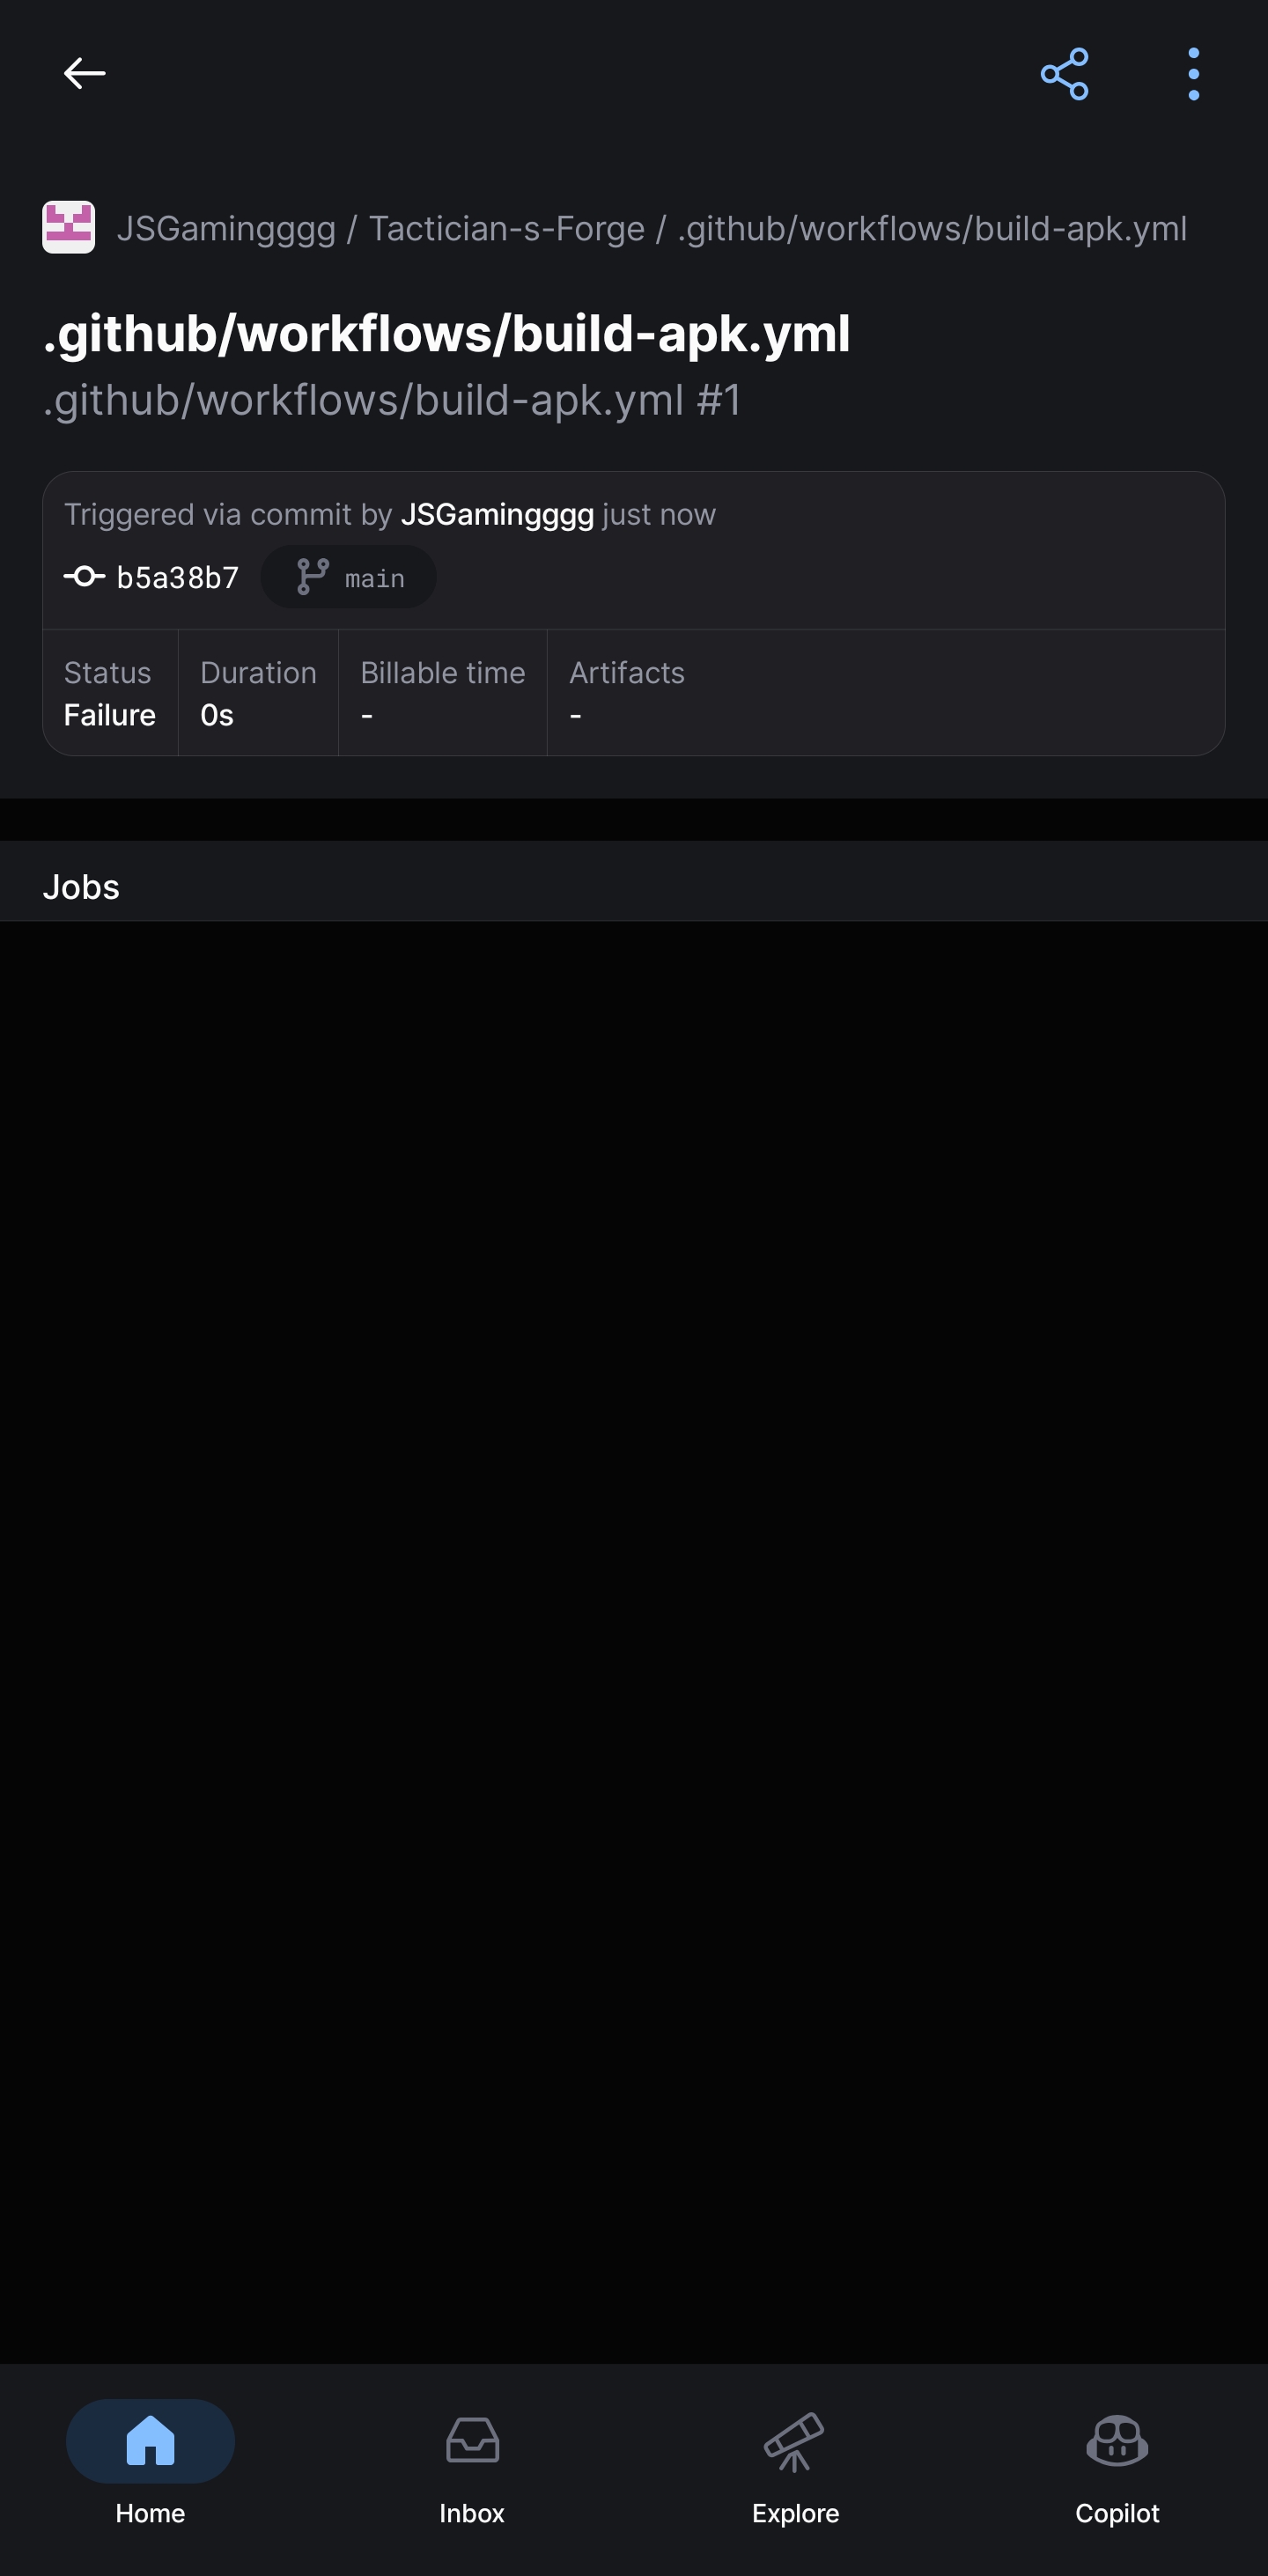 JSGamingggg / Tactician-s-Forge / .github/workflows/build-apk.yml
.github/workflows/build-apk.yml
.github/workflows/build-apk.yml #1
Triggered via commit by JSGamingggg just now
b5a38b7 main
Status Duration Billable time Artifacts
Failure 0s - -
Jobs
Home Inbox Explore Copilot